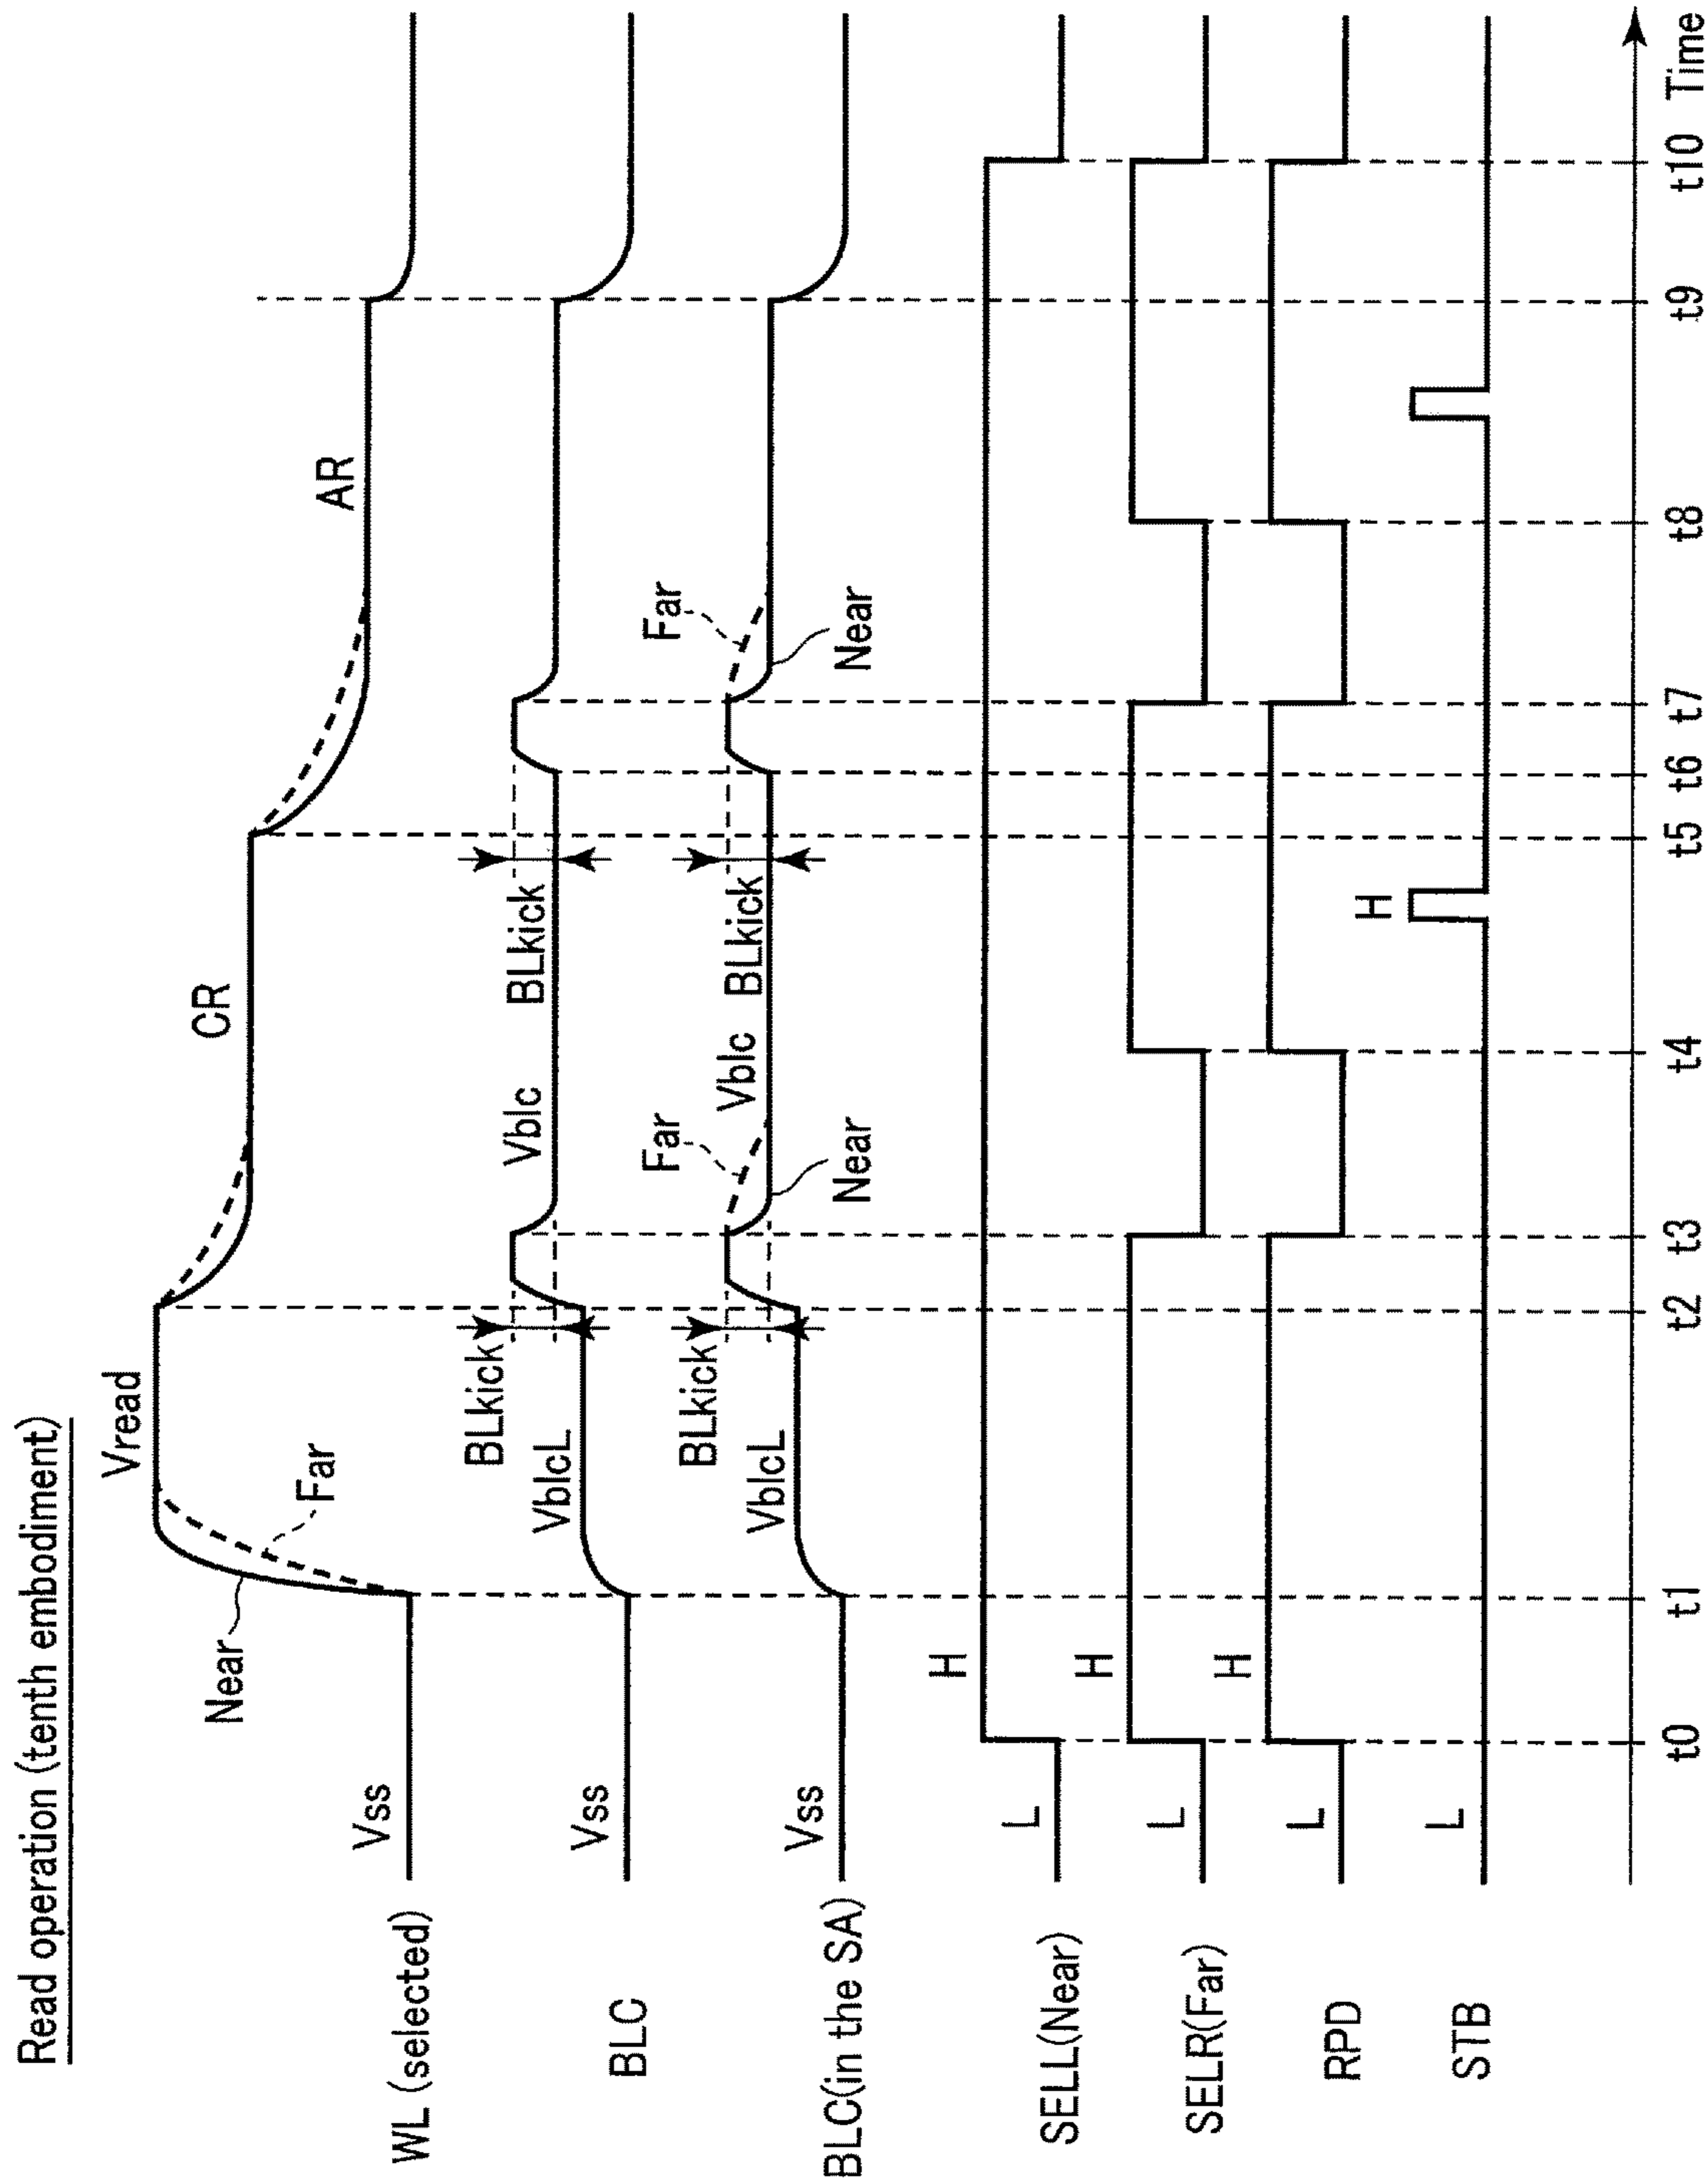 Read operation (tenth embodiment)
WL (selected)
Vss
Near
Far
Vread
CR
AR
BLC
Vss
VblcL
BLkick
Vblc
BLkick
BLC(in the SA)
Vss
VblcL
BLkick
Far
Near
Vblc
BLkick
Far
Near
SELL(Near)
L
H
SELR(Far)
L
H
RPD
L
H
STB
L
H
t0 t1 t2 t3 t4 t5 t6 t7 t8 t9 t10 Time